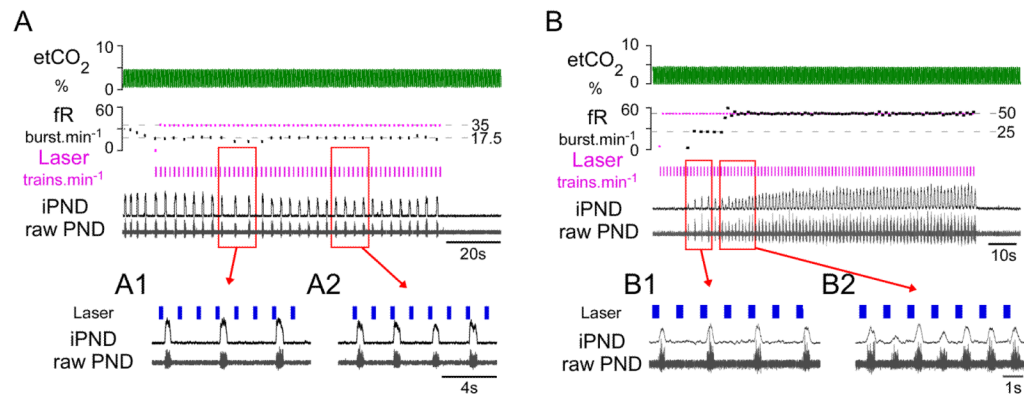 A
etCO2
%
10
0
fR
burst.min-1
60
0
35
17.5
Laser
trains.min-1
iPND
raw PND
20s
A1
A2
Laser
iPND
raw PND
4s
B
etCO2
%
10
0
fR
burst.min-1
60
0
50
25
Laser
trains.min-1
iPND
raw PND
10s
B1
B2
Laser
iPND
raw PND
1s